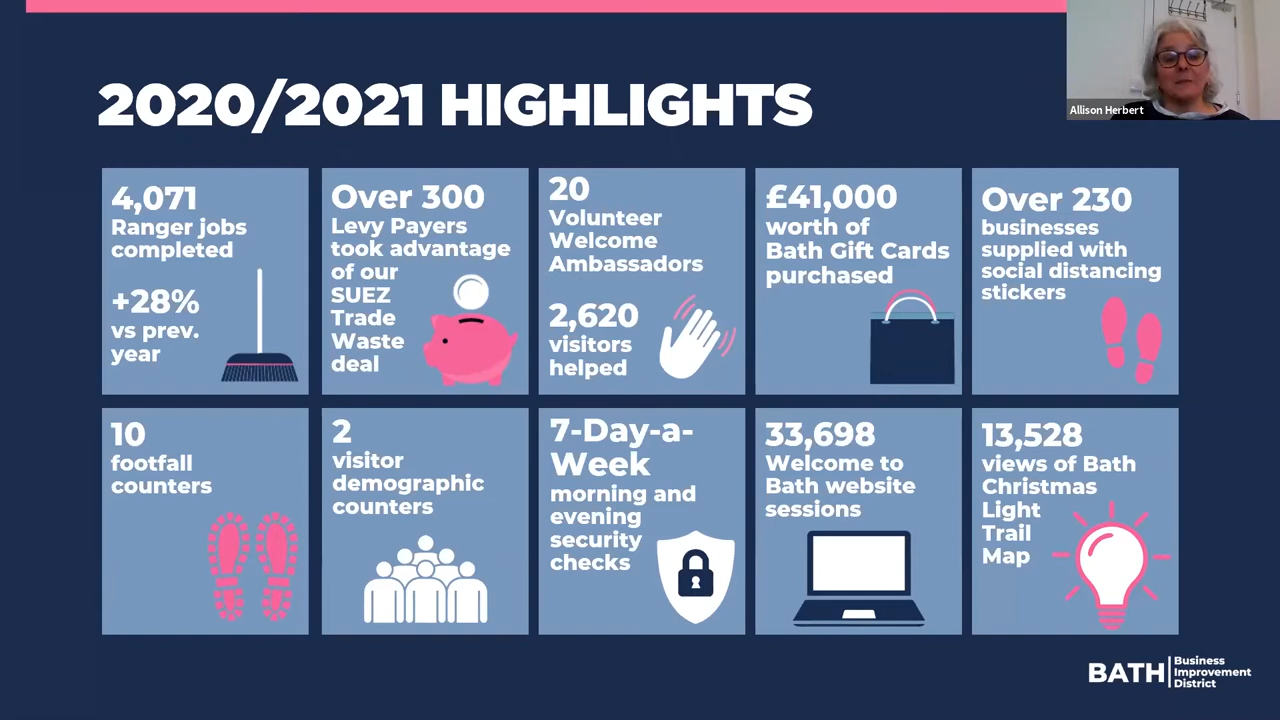 2020/2021 HIGHLIGHTS
Allison Herbert
4,071
Ranger jobs
completed
+28%
vs prev.
year
Over 300
Levy Payers
took advantage
of our
SUEZ
Trade
Waste
deal
20
Volunteer
Welcome
Ambassadors
2,620
visitors
helped
£41,000
worth of
Bath Gift Cards
purchased
Over 230
businesses
supplied with
social distancing
stickers
10
footfall
counters
2
visitor
demographic
counters
7-Day-a-
Week
morning and
evening
security
checks
33,698
Welcome to
Bath website
sessions
13,528
views of Bath
Christmas
Light
Trail
Map
BATH
Business
Improvement
District